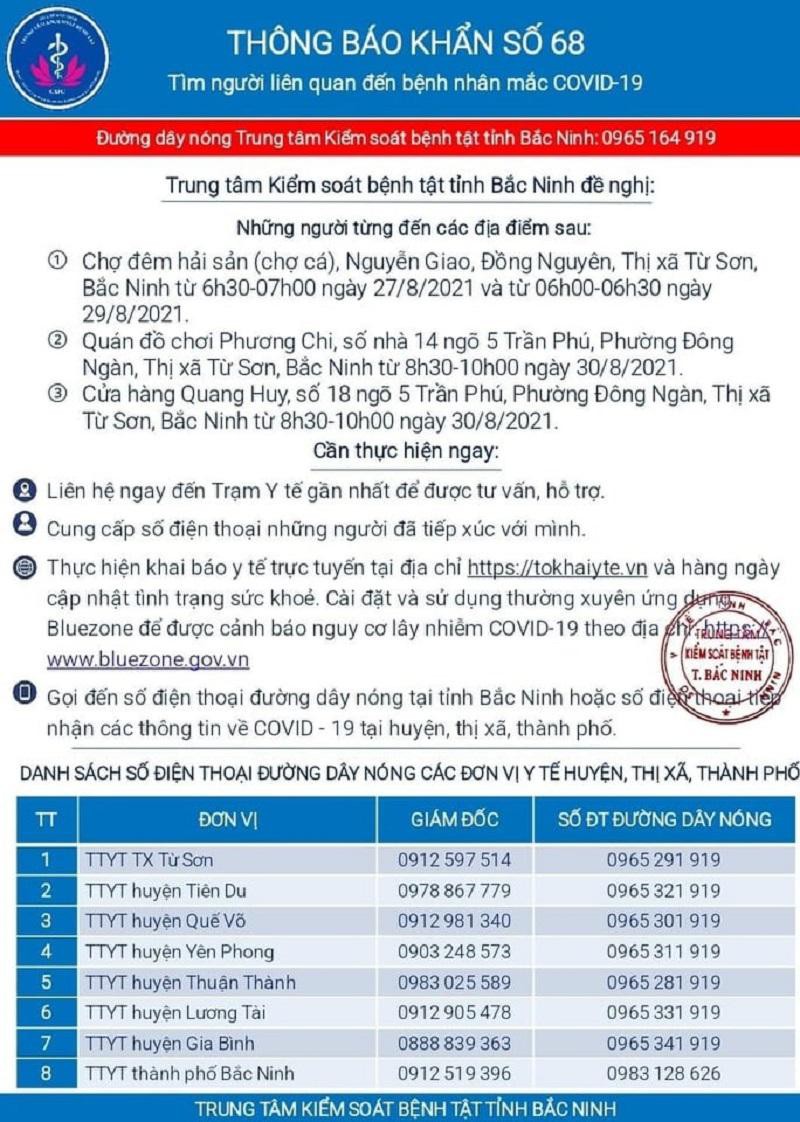 THÔNG BÁO KHẨN SỐ 68
Tìm người liên quan đến bệnh nhân mắc COVID-19
CDC
Đường dây nóng Trung tâm Kiểm soát bệnh tật tỉnh Bắc Ninh: 0965 164 919
Trung tâm Kiểm soát bệnh tật tỉnh Bắc Ninh đề nghị:
Những người từng đến các địa điểm sau:
① Chợ đêm hải sản (chợ cá), Nguyễn Giao, Đồng Nguyên, Thị xã Từ Sơn,
Bắc Ninh từ 6h30-07h00 ngày 27/8/2021 và từ 06h00-06h30 ngày
29/8/2021.
② Quán đồ chơi Phương Chi, số nhà 14 ngõ 5 Trần Phú, Phường Đông
Ngàn, Thị xã Từ Sơn, Bắc Ninh từ 8h30-10h00 ngày 30/8/2021.
③ Cửa hàng Quang Huy, số 18 ngõ 5 Trần Phú, Phường Đông Ngàn, Thị xã
Từ Sơn, Bắc Ninh từ 8h30-10h00 ngày 30/8/2021.
Cần thực hiện ngay:
Liên hệ ngay đến Trạm Y tế gần nhất để được tư vấn, hỗ trợ.
Cung cấp số điện thoại những người đã tiếp xúc với mình.
Thực hiện khai báo y tế trực tuyến tại địa chỉ https://tokhaiyte.vn và hàng ngày
cập nhật tình trạng sức khoẻ. Cài đặt và sử dụng thường xuyên ứng dụng
Bluezone để được cảnh báo nguy cơ lây nhiễm COVID-19 theo địa chỉ: https://
www.bluezone.gov.vn
TRUNG TÂM
KIỂM SOÁT BỆNH TẬT
T. BẮC NINH
Gọi đến số điện thoại đường dây nóng tại tỉnh Bắc Ninh hoặc số điện thoại tiếp
nhận các thông tin về COVID - 19 tại huyện, thị xã, thành phố.
DANH SÁCH SỐ ĐIỆN THOẠI ĐƯỜNG DÂY NÓNG CÁC ĐƠN VỊ Y TẾ HUYỆN, THỊ XÃ, THÀNH PHỐ
TT ĐƠN VỊ GIÁM ĐỐC SỐ ĐT ĐƯỜNG DÂY NÓNG
1 TTYT TX Từ Sơn 0912 597 514 0965 291 919
2 TTYT huyện Tiên Du 0978 867 779 0965 321 919
3 TTYT huyện Quế Võ 0912 981 340 0965 301 919
4 TTYT huyện Yên Phong 0903 248 573 0965 311 919
5 TTYT huyện Thuận Thành 0983 025 589 0965 281 919
6 TTYT huyện Lương Tài 0912 905 478 0965 331 919
7 TTYT huyện Gia Bình 0888 839 363 0965 341 919
8 TTYT thành phố Bắc Ninh 0912 519 396 0983 128 626
TRUNG TÂM KIỂM SOÁT BỆNH TẬT TỈNH BẮC NINH